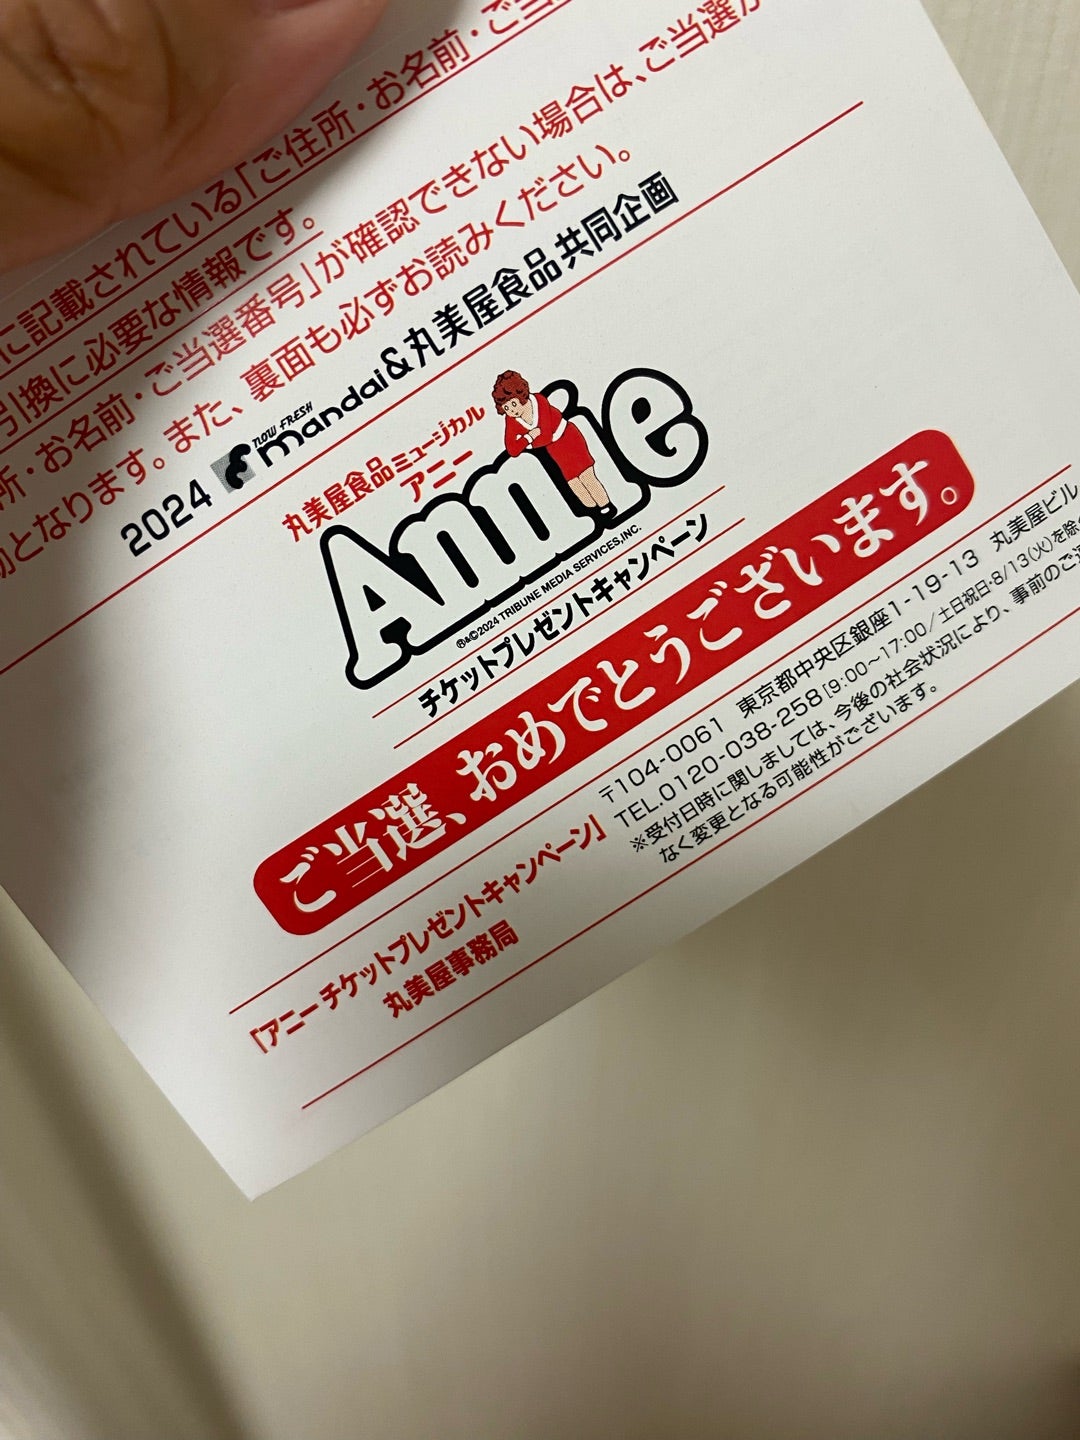 に記載されている「ご住所・お名前・ご当
引換に必要な情報です。
所・お名前・ご当選番号」が確認できない場合は、ご当選が
となります。また、裏面も必ずお読みください。
2024 now FRESH mandai&丸美屋食品共同企画
丸美屋食品ミュージカル
アニー
Annie
®&©2024 TRIBUNE MEDIA SERVICES,INC.
チケットプレゼントキャンペーン
ご当選、おめでとうございます。
「アニー チケットプレゼントキャンペーン」
丸美屋事務局
〒104-0061 東京都中央区銀座1-19-13 丸美屋ビル
TEL.0120-038-258[9:00〜17:00/土日祝日・8/13(火)を除
※受付日時に関しましては、今後の社会状況により、事前のご
なく変更となる可能性がございます。